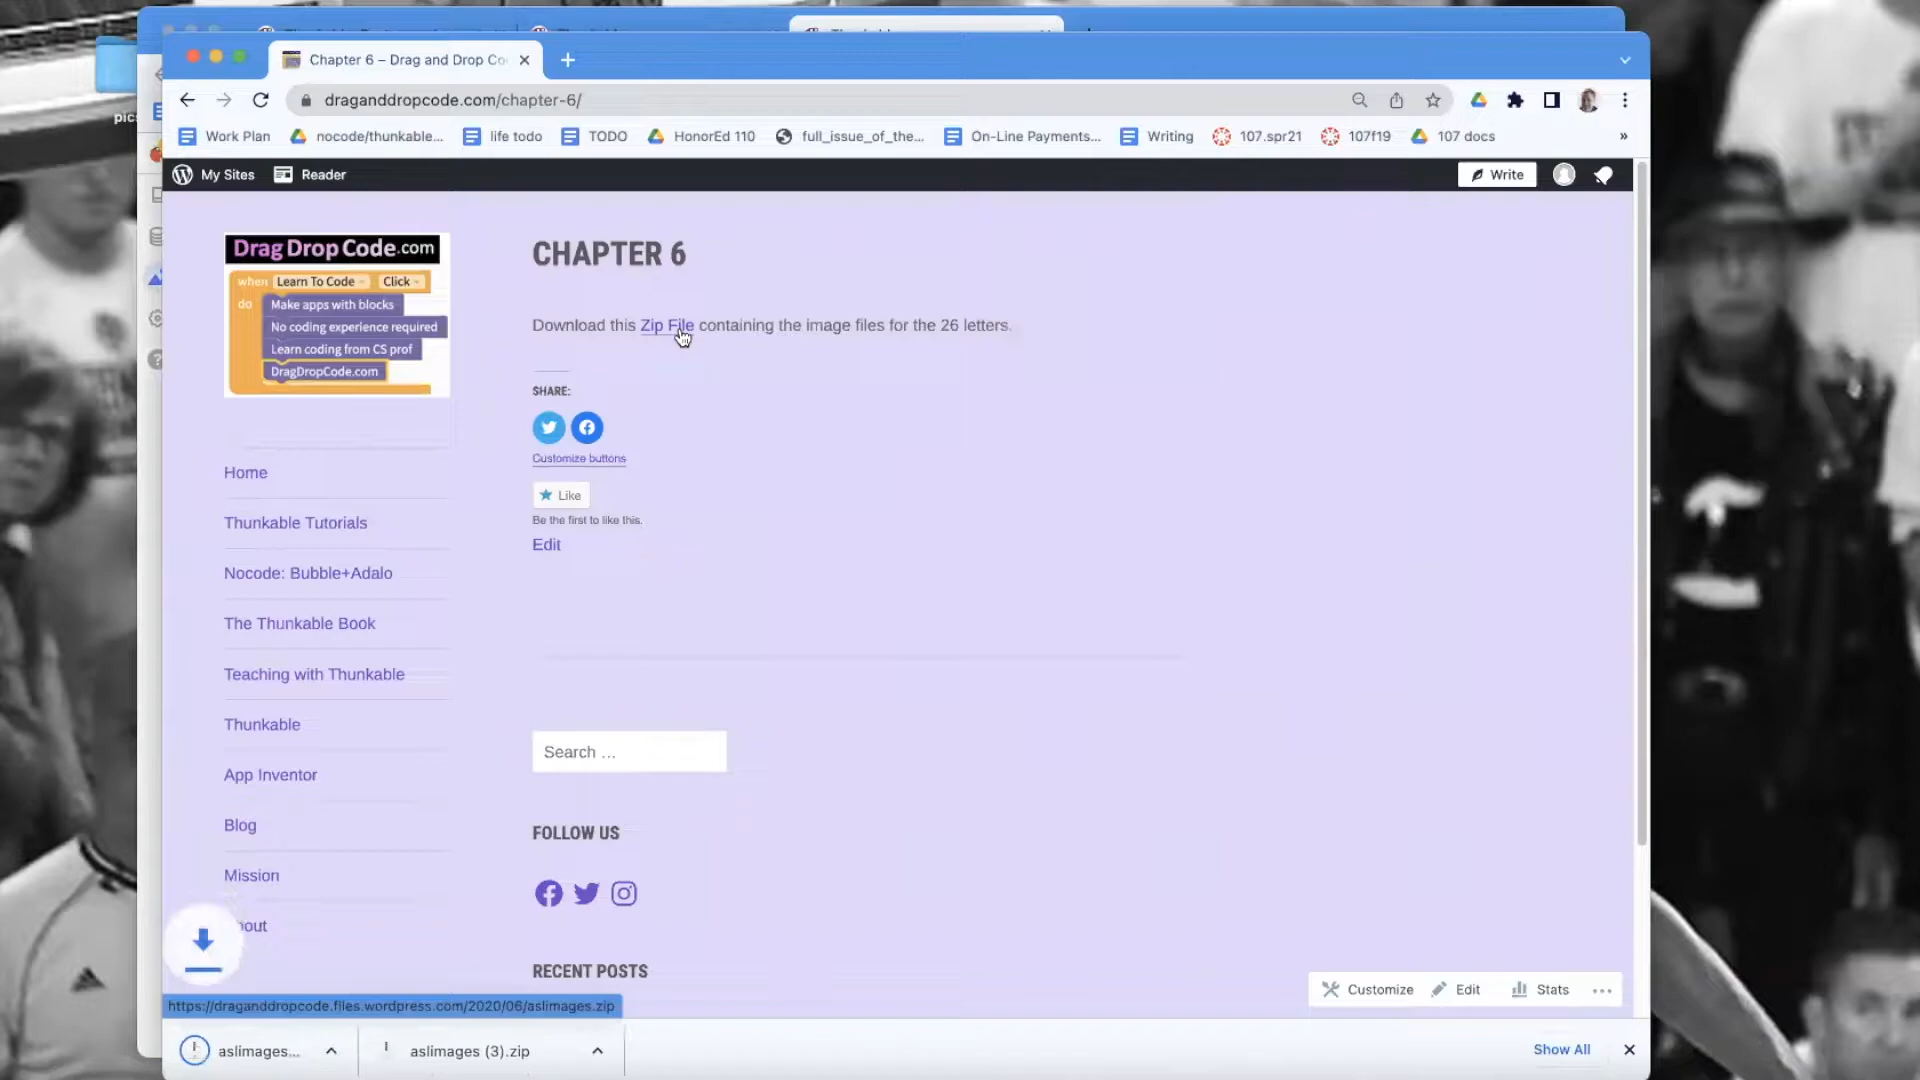 pics
Chapter 6 – Drag and Drop Co
draganddropcode.com/chapter-6/
Work Plan
nocode/thunkable...
life todo
TODO
HonorEd 110
full_issue_of_the...
On-Line Payments...
Writing
107.spr21
107f19
107 docs
»
My Sites
Reader
Write
DragDropCode.com
when Learn To Code Click
do Make apps with blocks
No coding experience required
Learn coding from CS prof
DragDropCode.com
CHAPTER 6
Download this Zip File containing the image files for the 26 letters.
SHARE:
Customize buttons
Like
Be the first to like this.
Edit
Home
Thunkable Tutorials
Nocode: Bubble+Adalo
The Thunkable Book
Teaching with Thunkable
Thunkable
App Inventor
Blog
Mission
out
Search ...
FOLLOW US
RECENT POSTS
Customize
Edit
Stats
...
https://draganddropcode.files.wordpress.com/2020/06/aslimages.zip
aslimages...
aslimages (3).zip
Show All